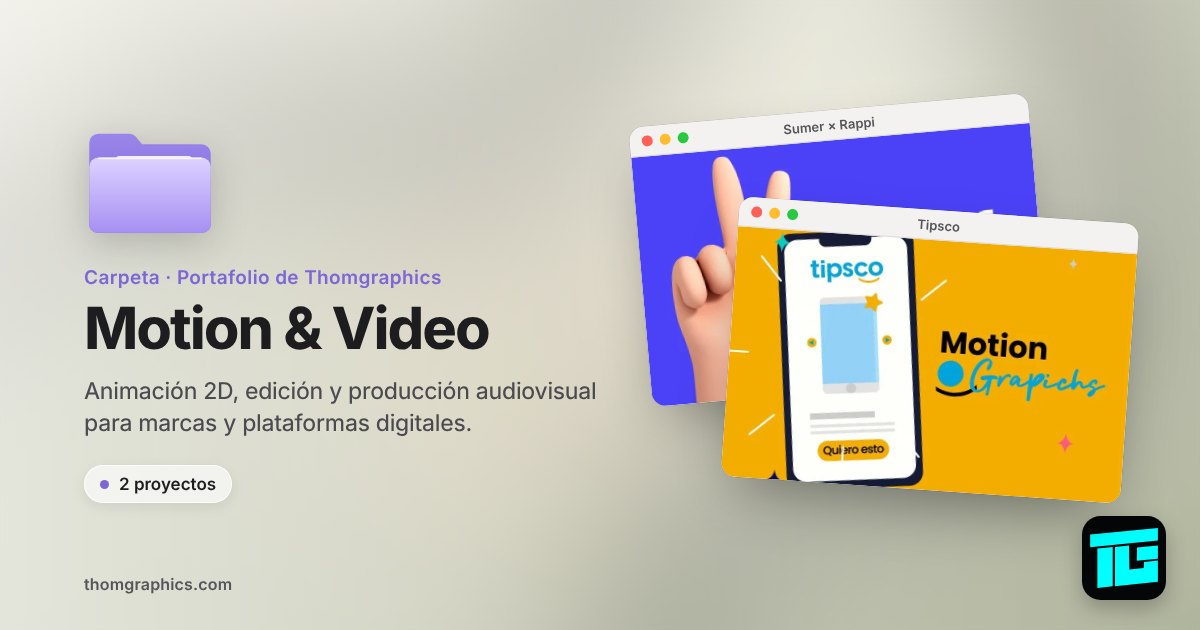 Carpeta · Portafolio de Thomgraphics
Motion & Video
Animación 2D, edición y producción audiovisual
para marcas y plataformas digitales.
2 proyectos
thomgraphics.com
Sumer × Rappi
Tipsco
tipsco
Quiero esto
Motion
Grapichs
TG